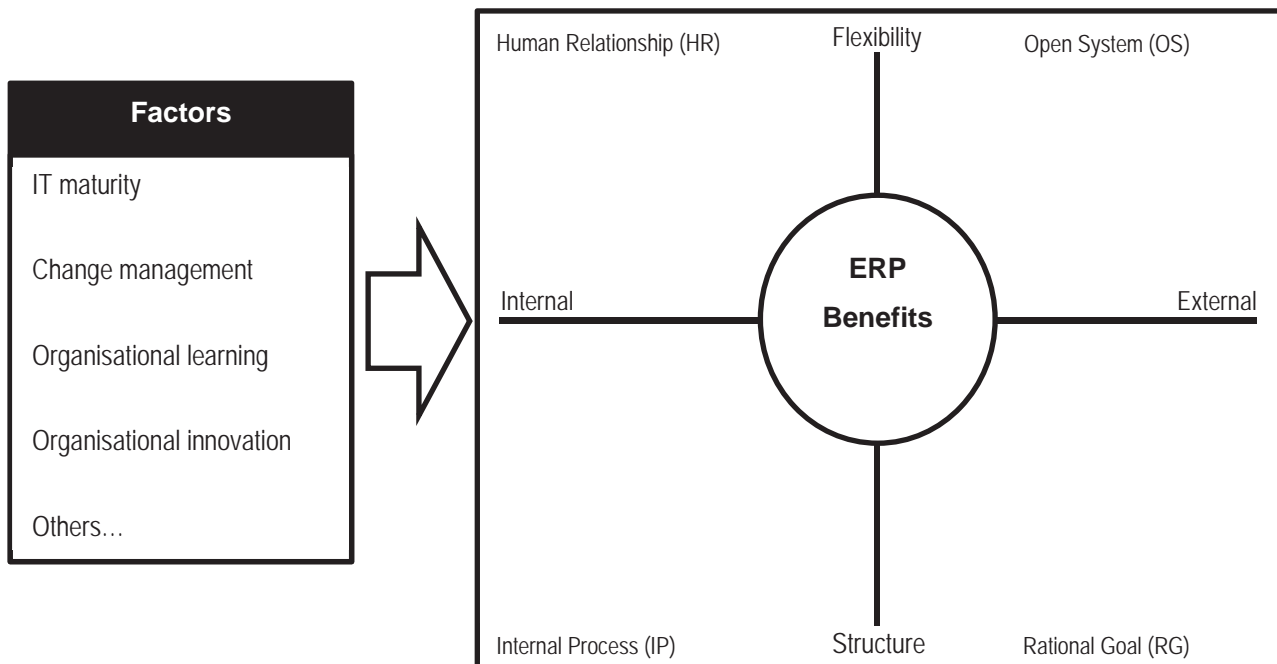 Factors
IT maturity
Change management
Organisational learning
Organisational innovation
Others…
Human Relationship (HR)
Flexibility
Open System (OS)
Internal
ERP
Benefits
External
Internal Process (IP)
Structure
Rational Goal (RG)